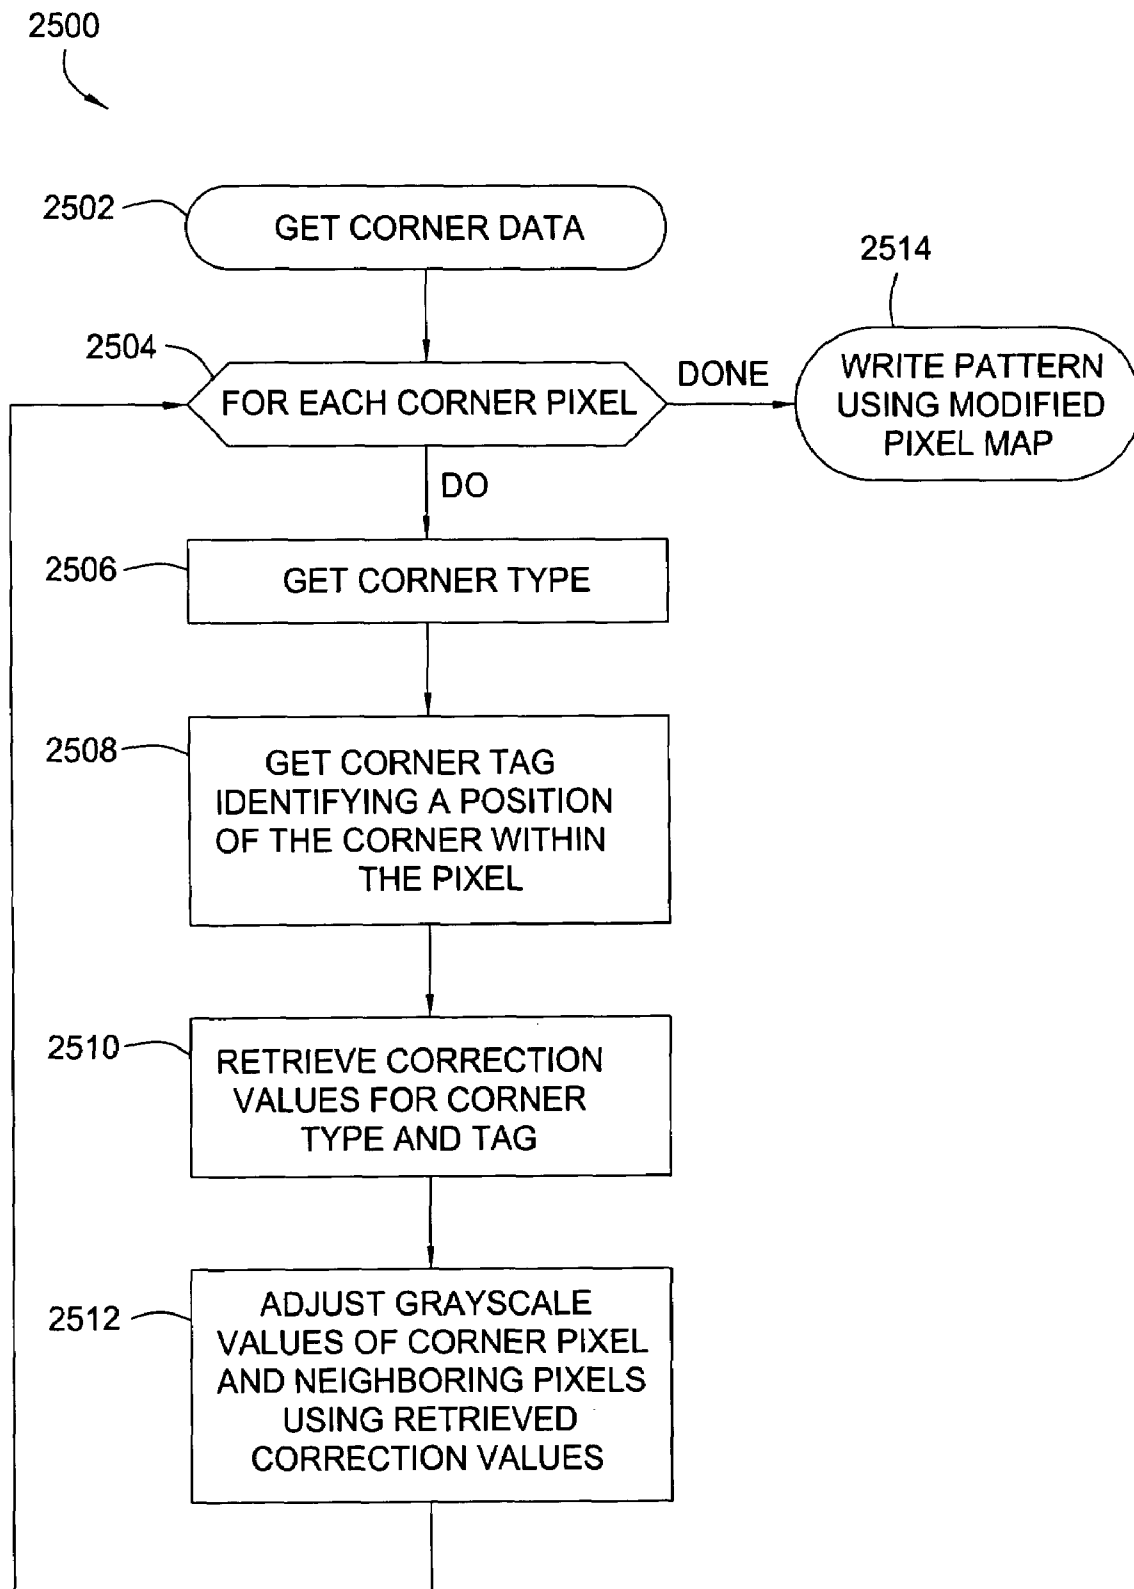 2500
2502
GET CORNER DATA
2514
2504
FOR EACH CORNER PIXEL
DONE
WRITE PATTERN
USING MODIFIED
PIXEL MAP
DO
2506
GET CORNER TYPE
2508
GET CORNER TAG
IDENTIFYING A POSITION
OF THE CORNER WITHIN
THE PIXEL
2510
RETRIEVE CORRECTION
VALUES FOR CORNER
TYPE AND TAG
2512
ADJUST GRAYSCALE
VALUES OF CORNER PIXEL
AND NEIGHBORING PIXELS
USING RETRIEVED
CORRECTION VALUES